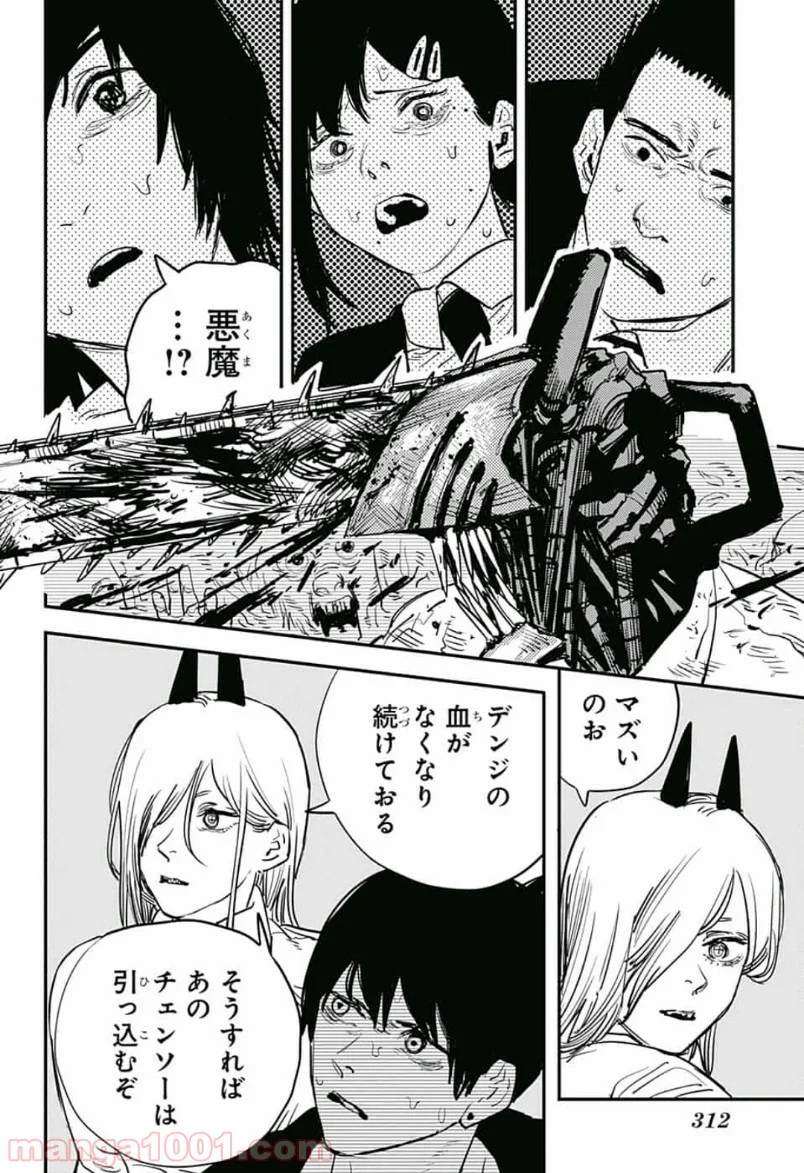 悪魔
…!?
マズい
のお
デンジの
血が
なくなり
続けておる
そうすれば
あの
チェンソーは
引っ込むぞ
312
manga1001.com